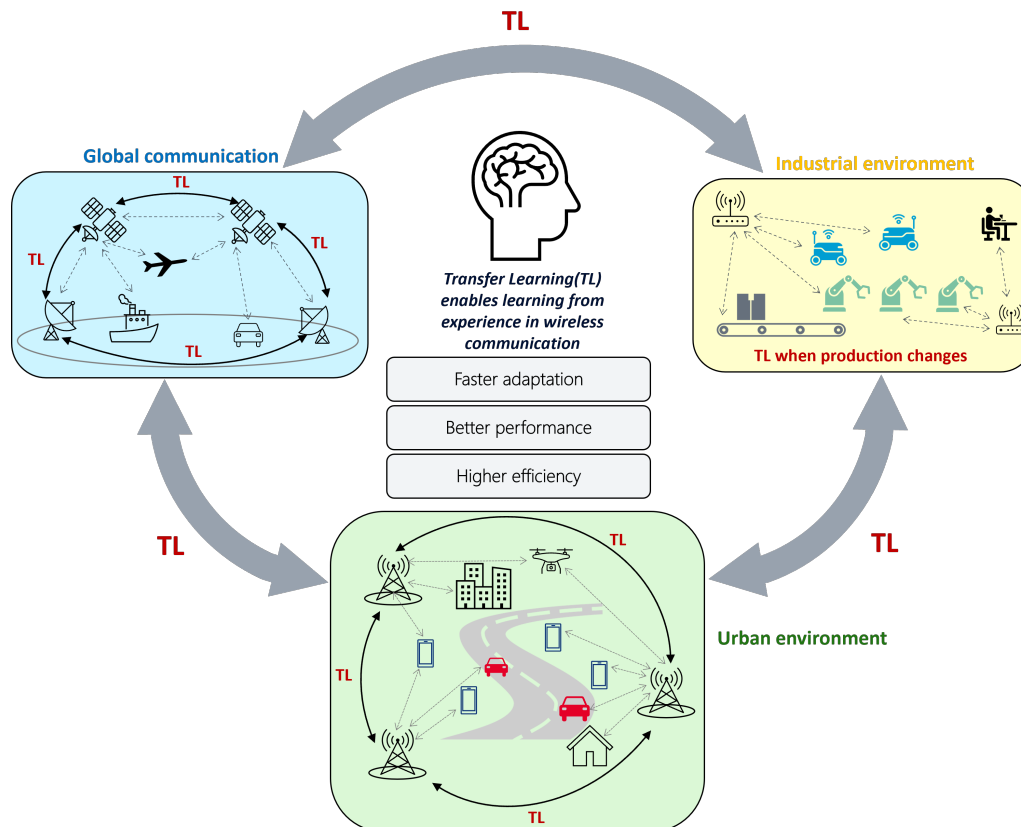 TL
Global communication
TL
TL
TL
TL
Transfer Learning(TL)
enables learning from
experience in wireless
communication
Faster adaptation
Better performance
Higher efficiency
Industrial environment
TL when production changes
TL
TL
TL
TL
TL
Urban environment